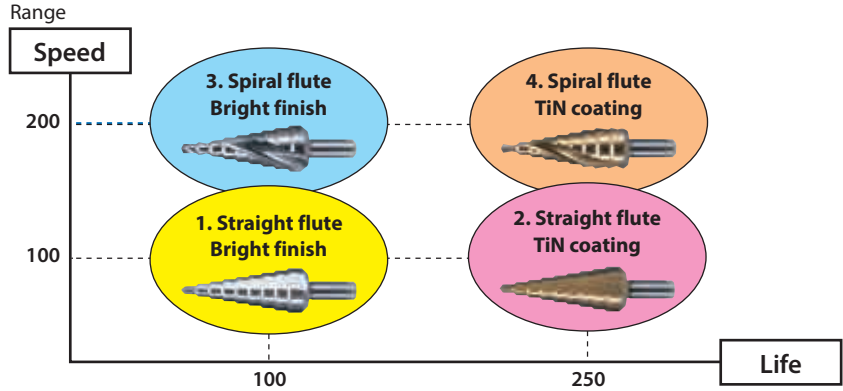 Range
Speed
3. Spiral flute
Bright finish
4. Spiral flute
TiN coating
200
1. Straight flute
Bright finish
2. Straight flute
TiN coating
100
Life
100
250